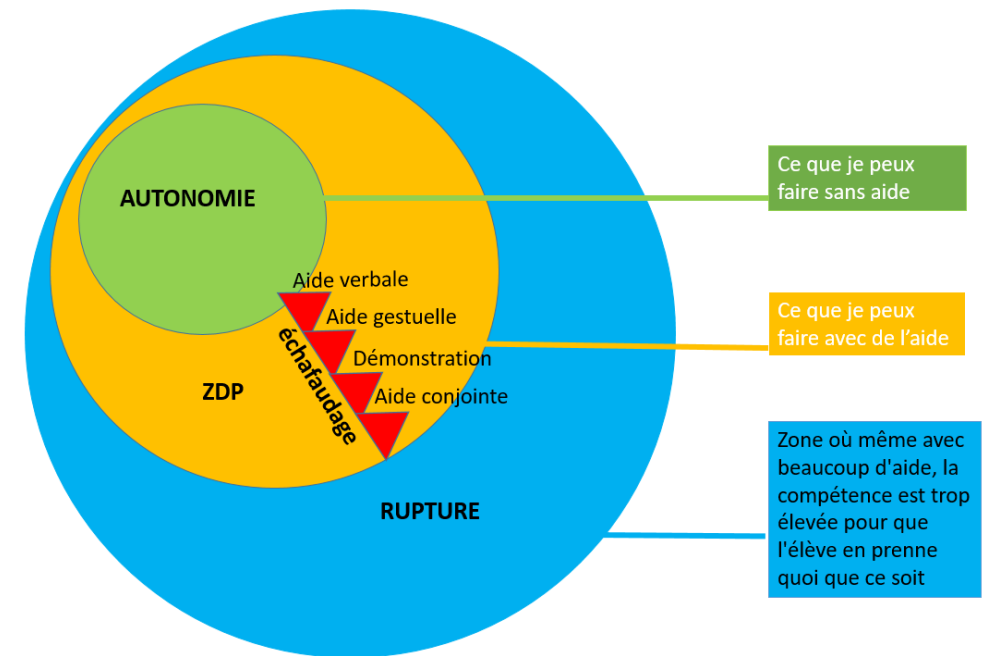 AUTONOMIE
Ce que je peux
faire sans aide
Aide verbale
Aide gestuelle
Démonstration
Aide conjointe
échafaudage
ZDP
Ce que je peux
faire avec de l’aide
RUPTURE
Zone où même avec
beaucoup d'aide, la
compétence est trop
élevée pour que
l'élève en prenne
quoi que ce soit